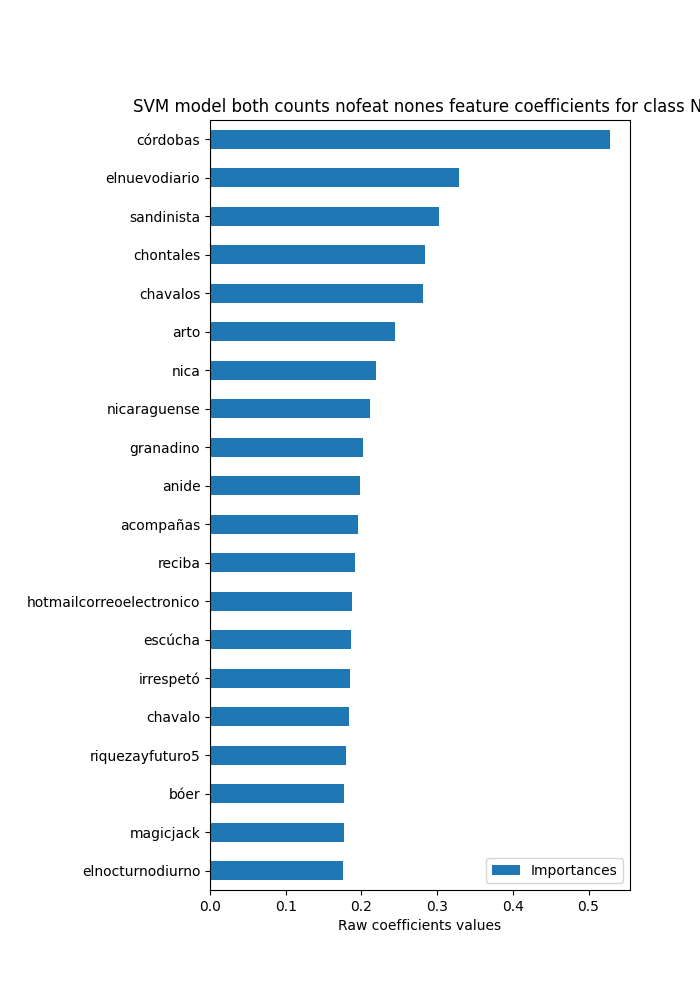 SVM model both counts nofeat nones feature coefficients for class N
córdobas
elnuevodiario
sandinista
chontales
chavalos
arto
nica
nicaraguense
granadino
anide
acompañas
reciba
hotmailcorreoelectronico
escúcha
irrespetó
chavalo
riquezayfuturo5
bóer
magicjack
elnocturnodiurno
Importances
0.0 0.1 0.2 0.3 0.4 0.5
Raw coefficients values